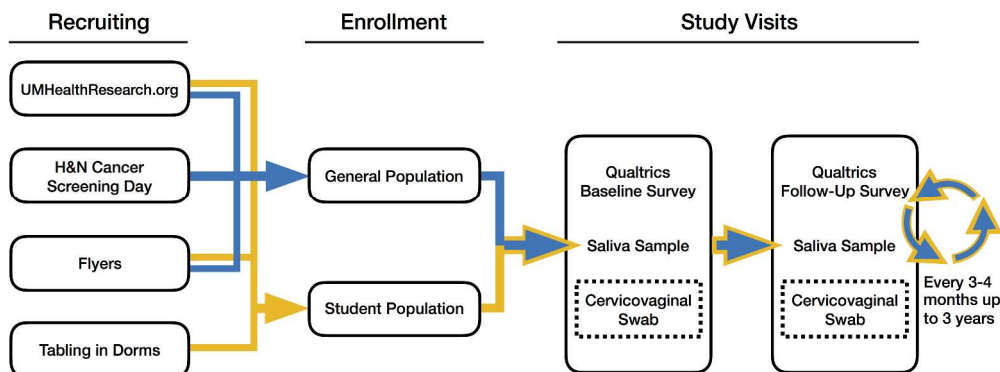 Recruiting
Enrollment
Study Visits
UMHealthResearch.org
H&N Cancer
Screening Day
Flyers
Tabling in Dorms
General Population
Student Population
Qualtrics
Baseline Survey
Saliva Sample
Cervicovaginal
Swab
Qualtrics
Follow-Up Survey
Saliva Sample
Cervicovaginal
Swab
Every 3-4
months up
to 3 years